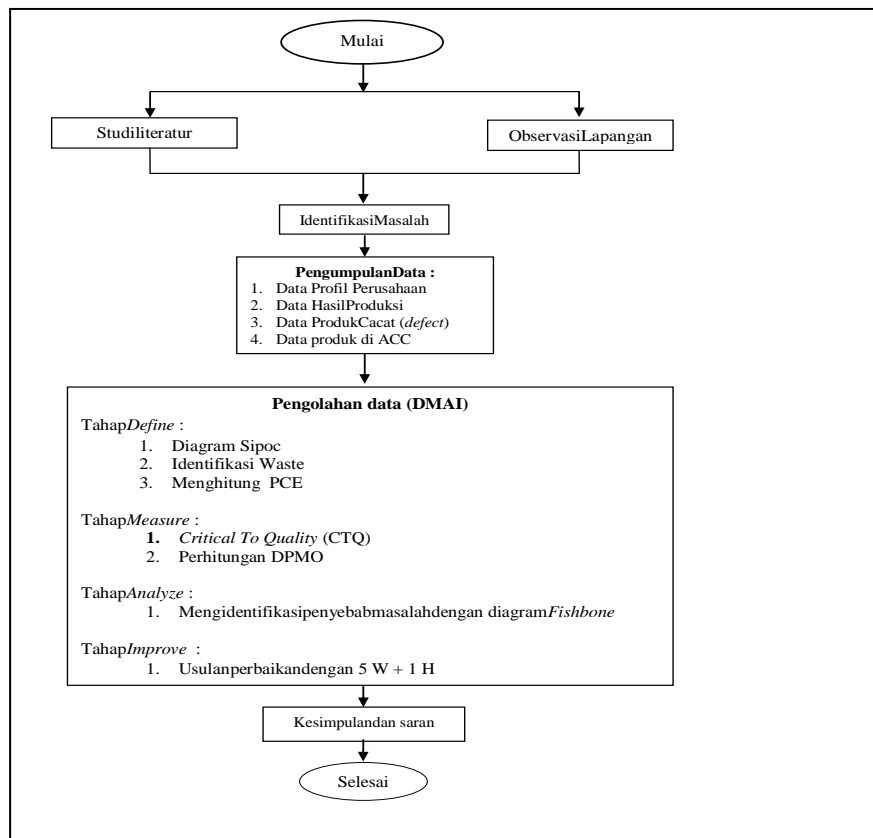 Mulai
Studiliteratur
ObservasiLapangan
IdentifikasiMasalah
PengumpulanData :
1. Data Profil Perusahaan
2. Data HasilProduksi
3. Data ProdukCacat (defect)
4. Data produk di ACC
Pengolahan data (DMAI)
TahapDefine :
1. Diagram Sipoc
2. Identifikasi Waste
3. Menghitung PCE
TahapMeasure :
1. Critical To Quality (CTQ)
2. Perhitungan DPMO
TahapAnalyze :
1. Mengidentifikasipenyebabmasalahdengan diagramFishbone
TahapImprove :
1. Usulanperbaikandengan 5 W + 1 H
Kesimpulandan saran
Selesai